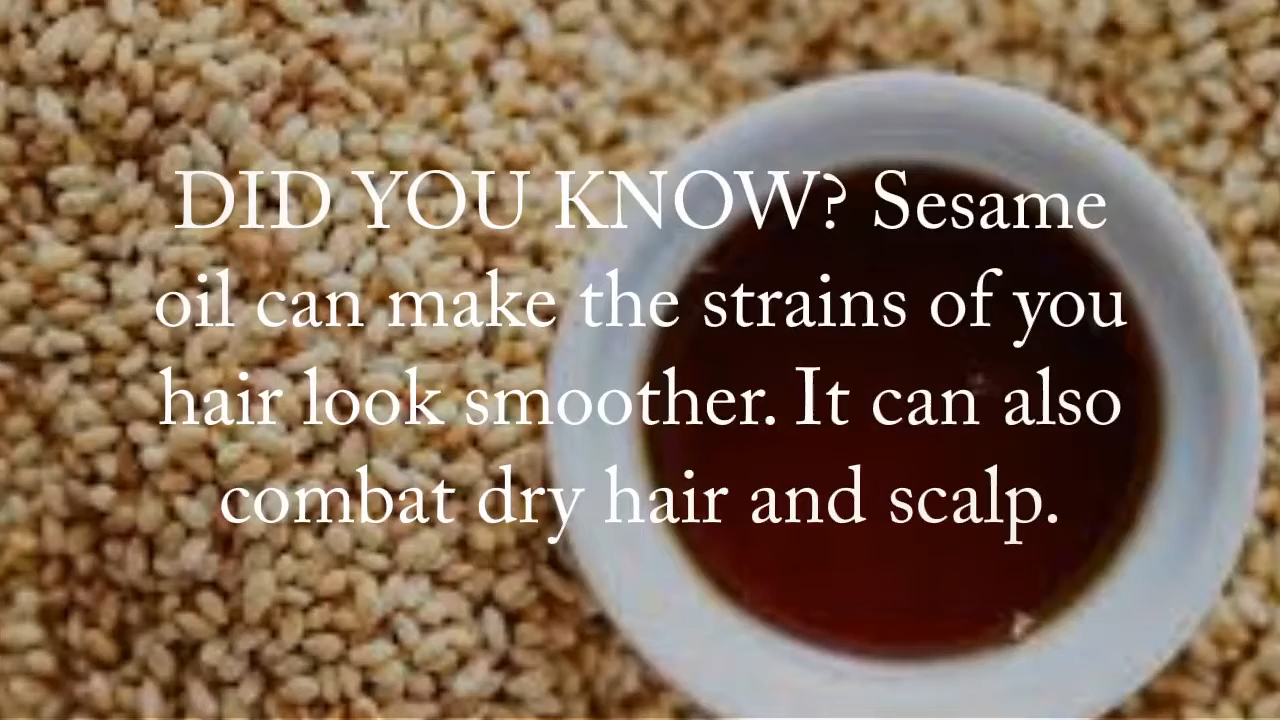 DID YOU KNOW? Sesame
oil can make the strains of you
hair look smoother. It can also
combat dry hair and scalp.